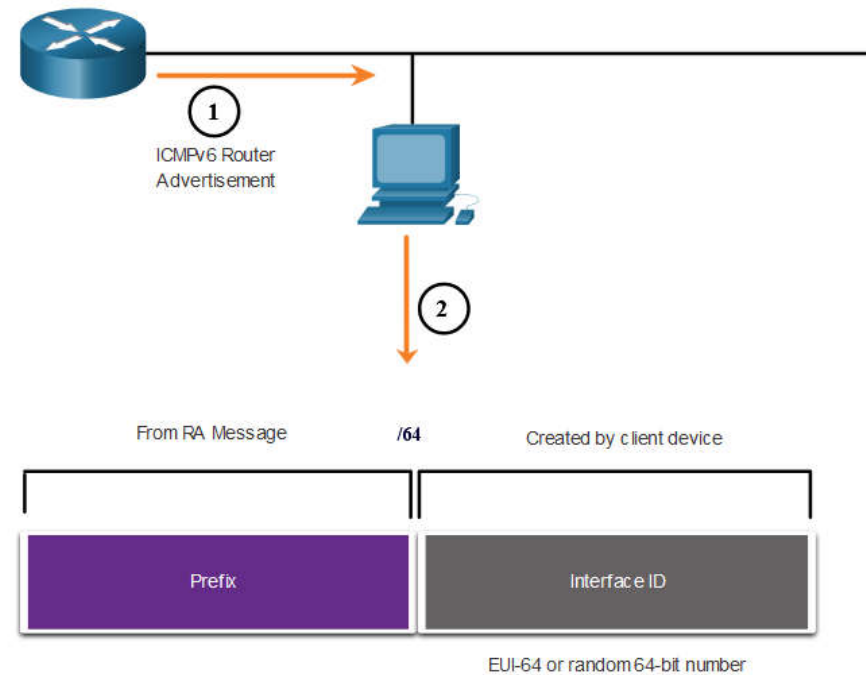 1
ICMPv6 Router
Advertisement
2
From RA Message
/64
Created by client device
Prefix
Interface ID
EUI-64 or random 64-bit number